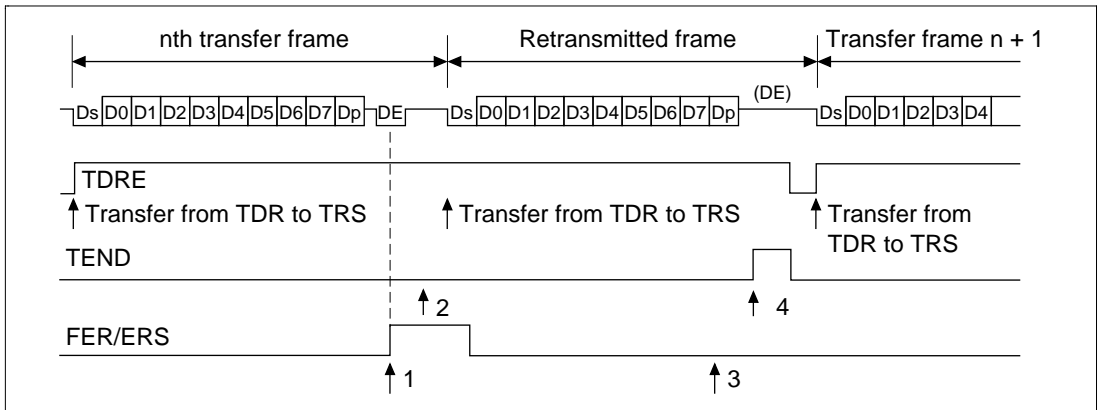 nth transfer frame Retransmitted frame Transfer frame n + 1
(DE)
Ds D0 D1 D2 D3 D4 D5 D6 D7 Dp DE Ds D0 D1 D2 D3 D4 D5 D6 D7 Dp Ds D0 D1 D2 D3 D4
TDRE
Transfer from TDR to TRS Transfer from TDR to TRS Transfer from
TDR to TRS
TEND
2 4
FER/ERS
1 3